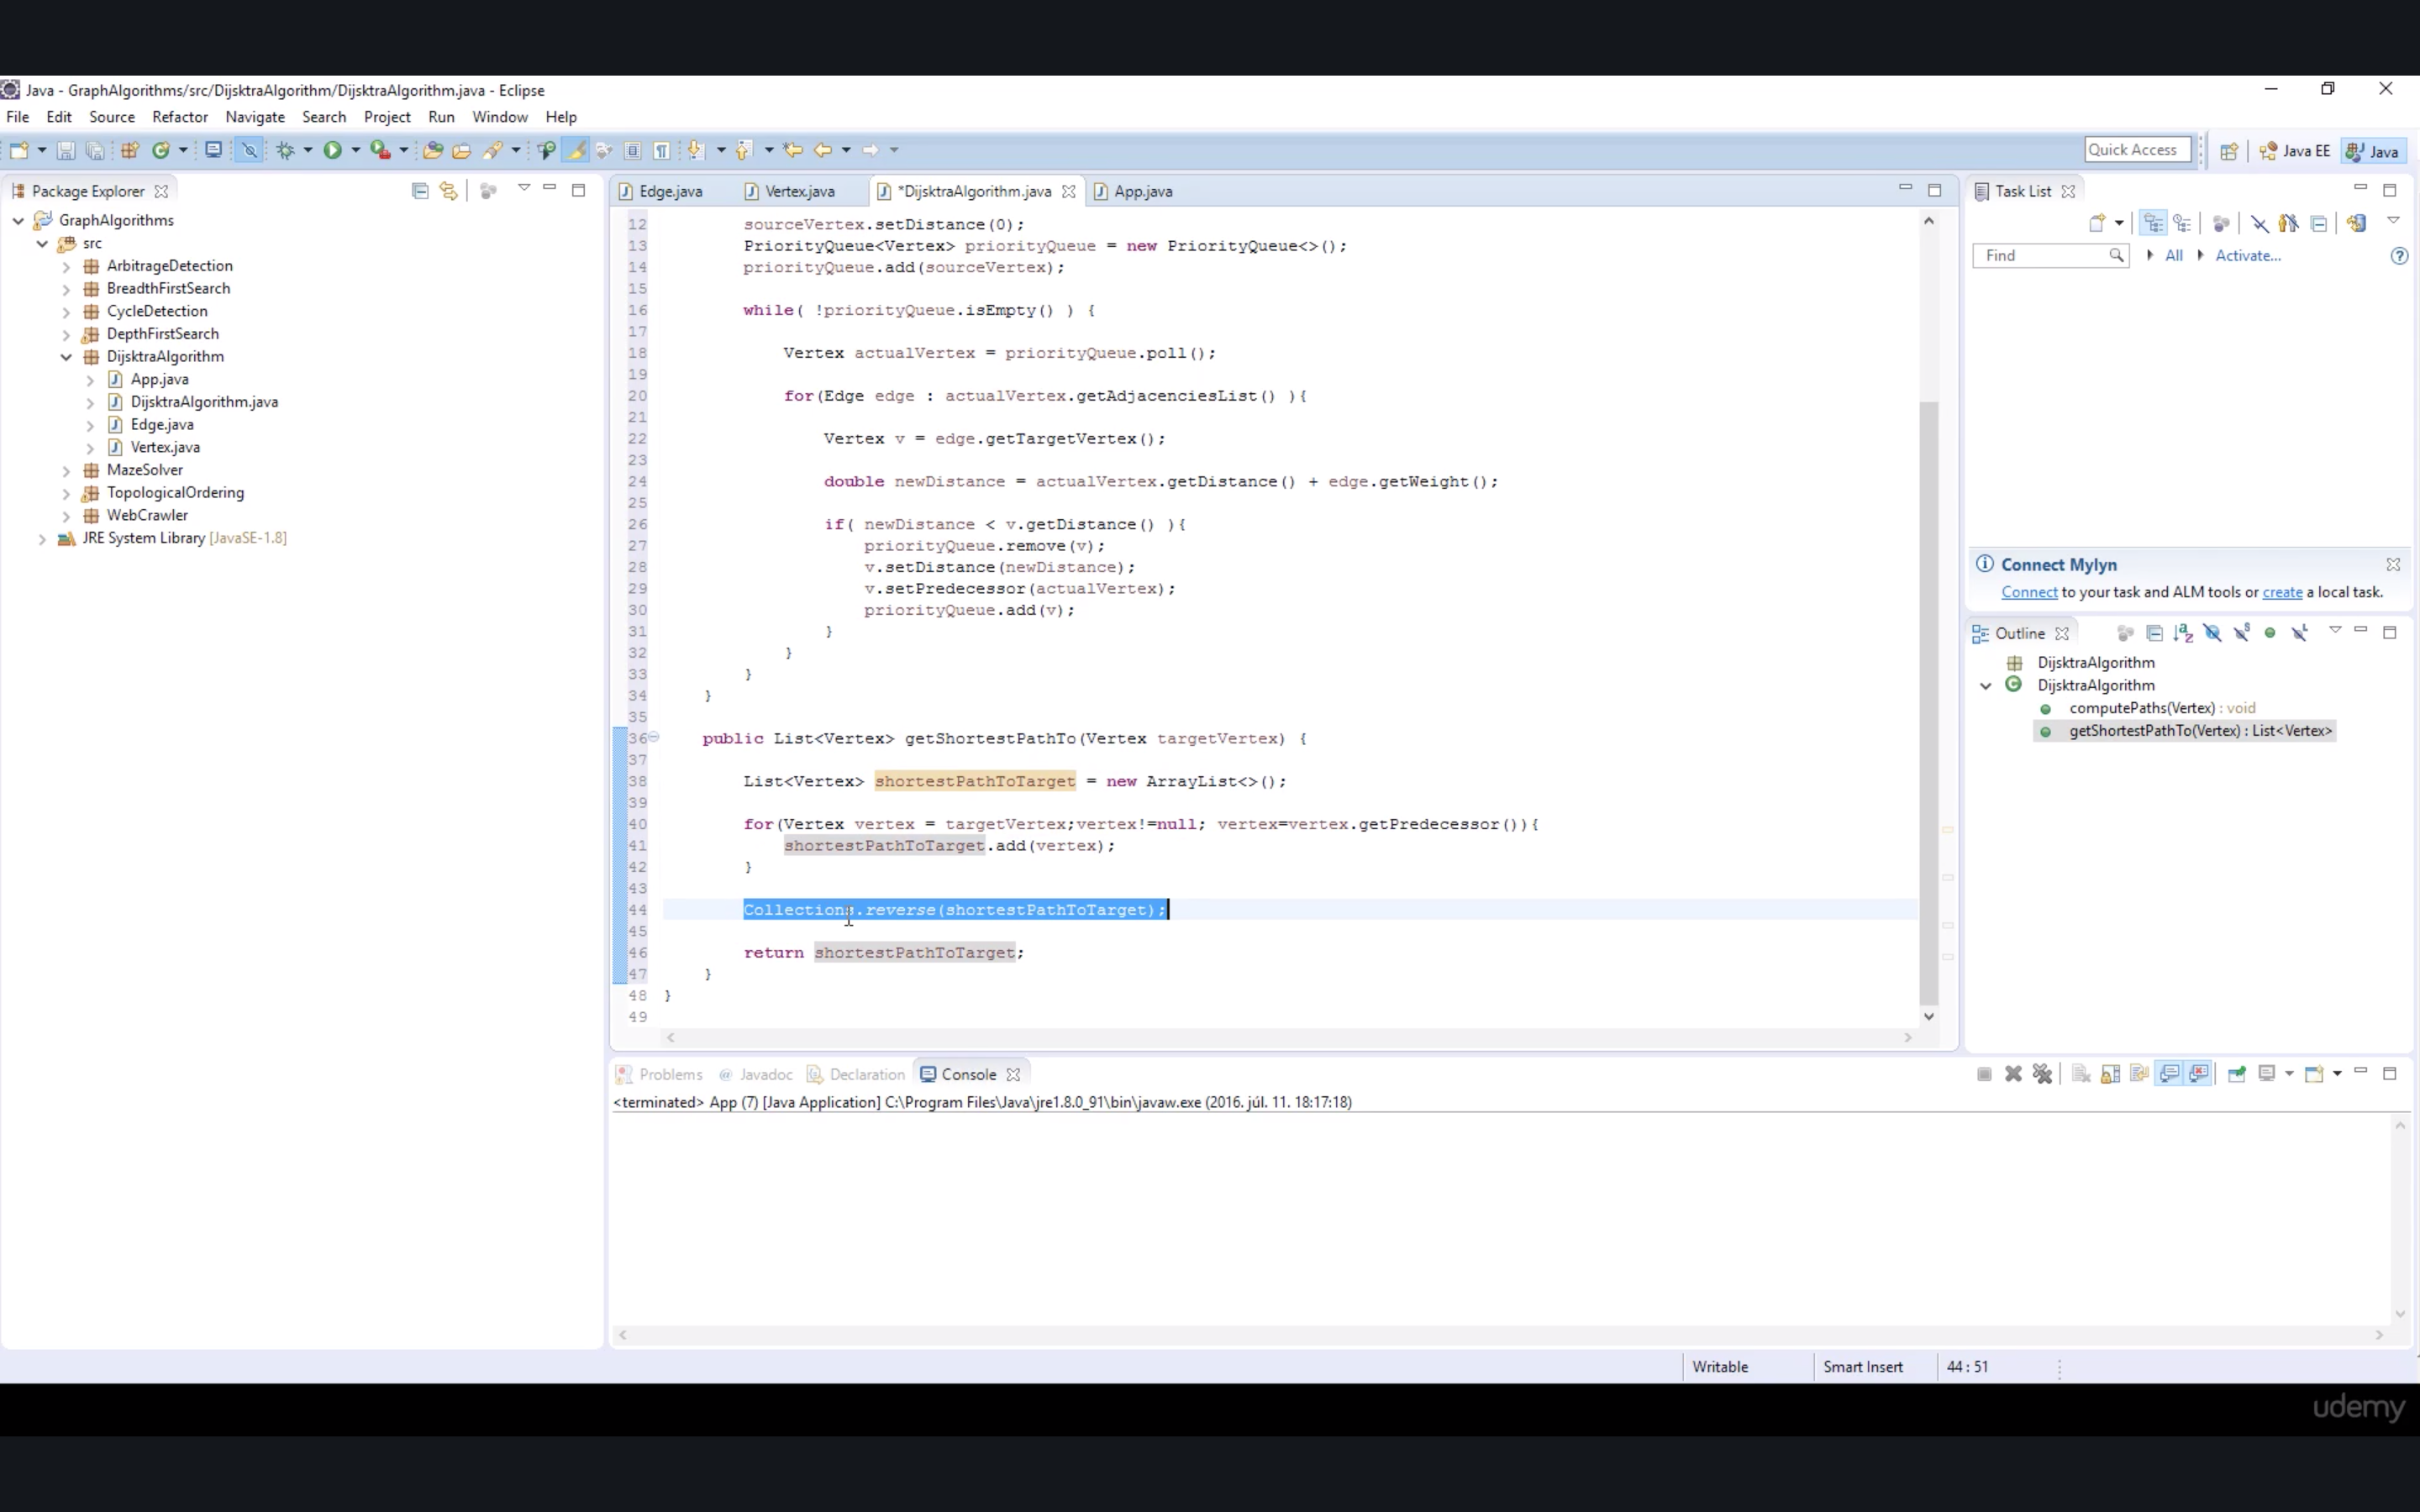 Java - GraphAlgorithms/src/DijsktraAlgorithm/DijsktraAlgorithm.java - Eclipse
File Edit Source Refactor Navigate Search Project Run Window Help
Quick Access
Java EE
Java
Package Explorer
GraphAlgorithms
src
ArbitrageDetection
BreadthFirstSearch
CycleDetection
DepthFirstSearch
DijsktraAlgorithm
App.java
DijsktraAlgorithm.java
Edge.java
Vertex.java
MazeSolver
TopologicalOrdering
WebCrawler
JRE System Library [JavaSE-1.8]
Edge.java Vertex.java *DijsktraAlgorithm.java App.java
12 sourceVertex.setDistance(0);
13 PriorityQueue<Vertex> priorityQueue = new PriorityQueue<>();
14 priorityQueue.add(sourceVertex);
15
16 while( !priorityQueue.isEmpty() ) {
17
18 Vertex actualVertex = priorityQueue.poll();
19
20 for(Edge edge : actualVertex.getAdjacenciesList() ){
21
22 Vertex v = edge.getTargetVertex();
23
24 double newDistance = actualVertex.getDistance() + edge.getWeight();
25
26 if( newDistance < v.getDistance() ){
27 priorityQueue.remove(v);
28 v.setDistance(newDistance);
29 v.setPredecessor(actualVertex);
30 priorityQueue.add(v);
31 }
32 }
33 }
34 }
35
36 public List<Vertex> getShortestPathTo(Vertex targetVertex) {
37
38 List<Vertex> shortestPathToTarget = new ArrayList<>();
39
40 for(Vertex vertex = targetVertex;vertex!=null; vertex=vertex.getPredecessor()){
41 shortestPathToTarget.add(vertex);
42 }
43
44 Collections.reverse(shortestPathToTarget);
45
46 return shortestPathToTarget;
47 }
48 }
49
Task List
Find All Activate...
Connect Mylyn
Connect to your task and ALM tools or create a local task.
Outline
DijsktraAlgorithm
DijsktraAlgorithm
computePaths(Vertex) : void
getShortestPathTo(Vertex) : List<Vertex>
Problems @ Javadoc Declaration Console
<terminated> App (7) [Java Application] C:\Program Files\Java\jre1.8.0_91\bin\javaw.exe (2016. júl. 11. 18:17:18)
Writable Smart Insert 44 : 51
udemy